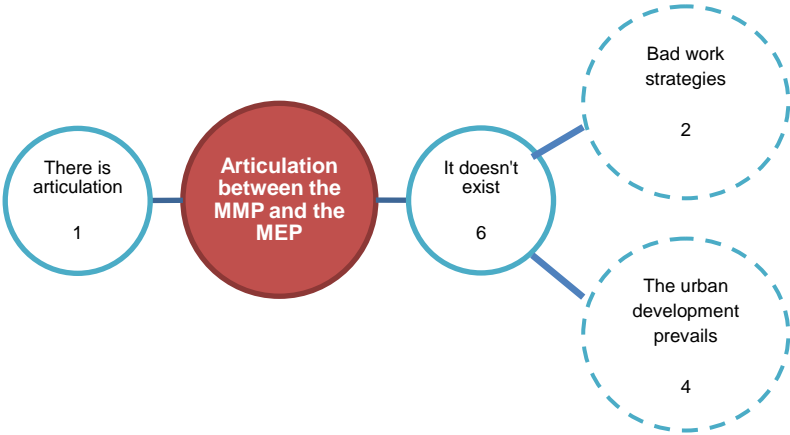 There is
articulation
1
Articulation
between the
MMP and the
MEP
It doesn't
exist
6
Bad work
strategies
2
The urban
development
prevails
4